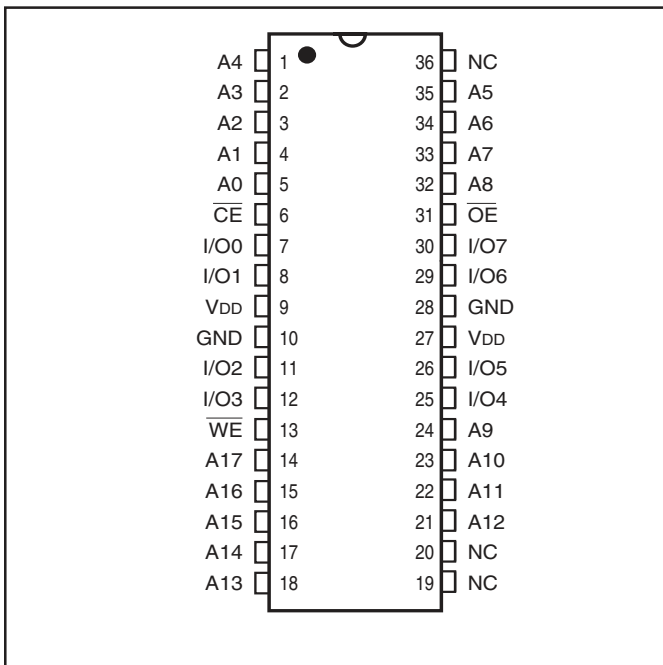 A4 1 36 NC
A3 2 35 A5
A2 3 34 A6
A1 4 33 A7
A0 5 32 A8
C̅E̅ 6 31 O̅E̅
I/O0 7 30 I/O7
I/O1 8 29 I/O6
VDD 9 28 GND
GND 10 27 VDD
I/O2 11 26 I/O5
I/O3 12 25 I/O4
W̅E̅ 13 24 A9
A17 14 23 A10
A16 15 22 A11
A15 16 21 A12
A14 17 20 NC
A13 18 19 NC